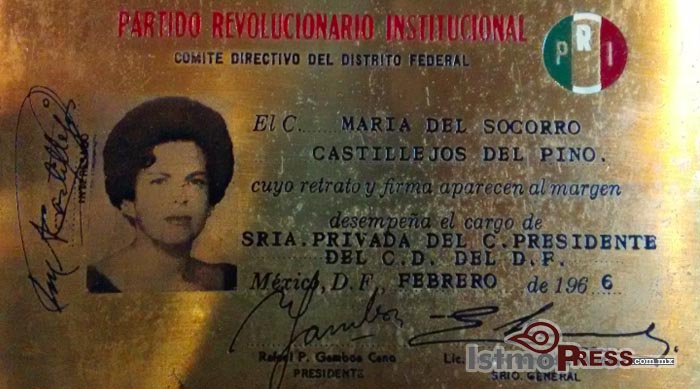 PARTIDO REVOLUCIONARIO INSTITUCIONAL
COMITE DIRECTIVO DEL DISTRITO FEDERAL
PRI
El C. MARIA DEL SOCORRO
CASTILLEJOS DEL PINO.
cuyo retrato y firma aparecen al margen
desempeña el cargo de
SRIA. PRIVADA DEL C. PRESIDENTE
DEL C.D. DEL D.F.
México, D. F., FEBRERO de 1966
INTERESADO
Rafael P. Gamboa Cano
PRESIDENTE
Lic.
SRIO. GENERAL
IstmoPress.com.mx